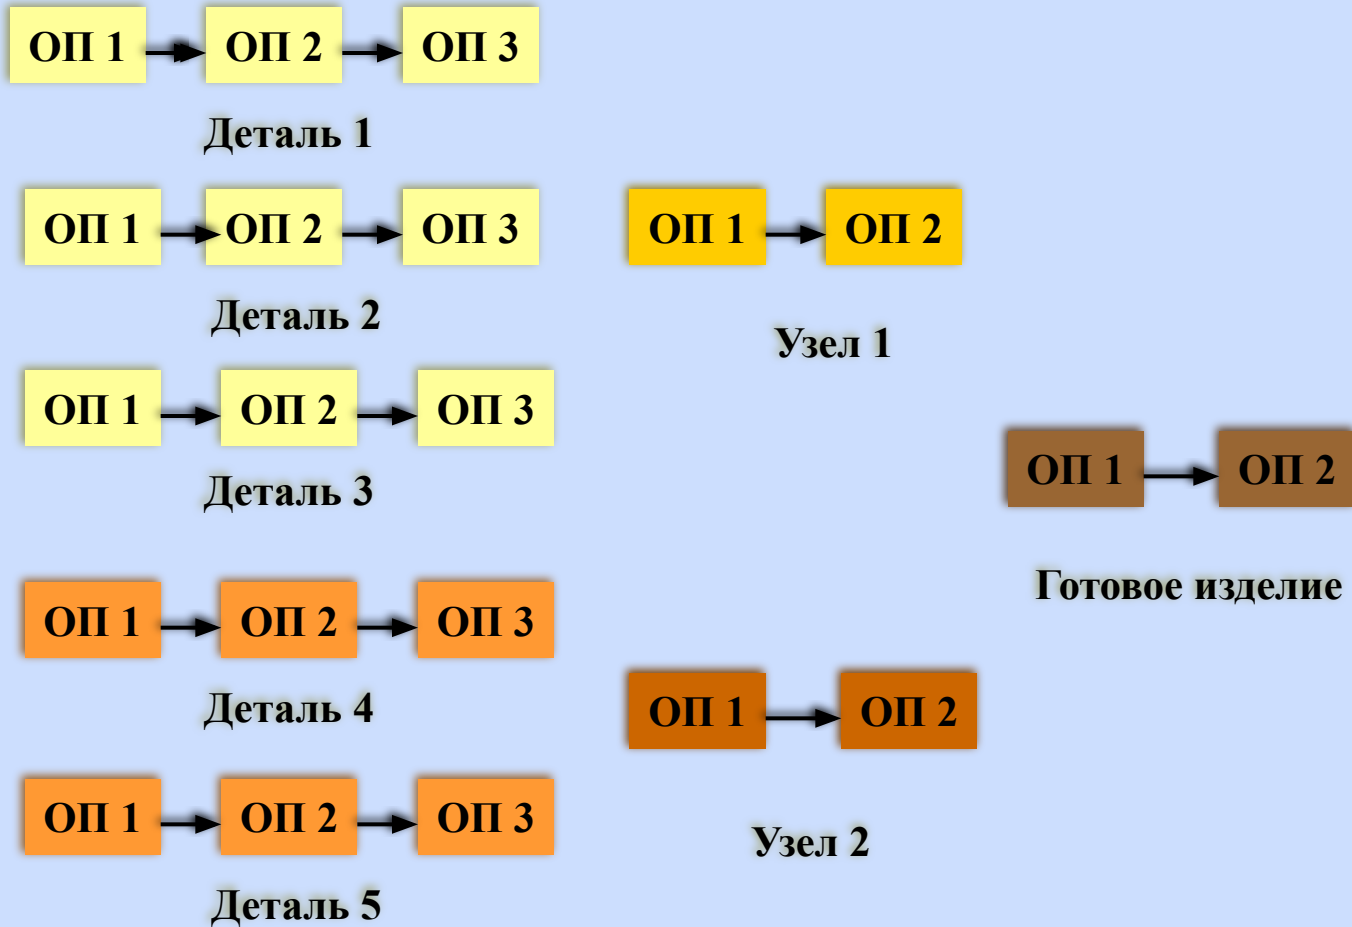 ОП 1 ОП 2 ОП 3
Деталь 1
ОП 1 ОП 2 ОП 3
ОП 1 ОП 2
Деталь 2
Узел 1
ОП 1 ОП 2 ОП 3
Деталь 3
ОП 1 ОП 2
Готовое изделие
ОП 1 ОП 2 ОП 3
Деталь 4
ОП 1 ОП 2
ОП 1 ОП 2 ОП 3
Узел 2
Деталь 5